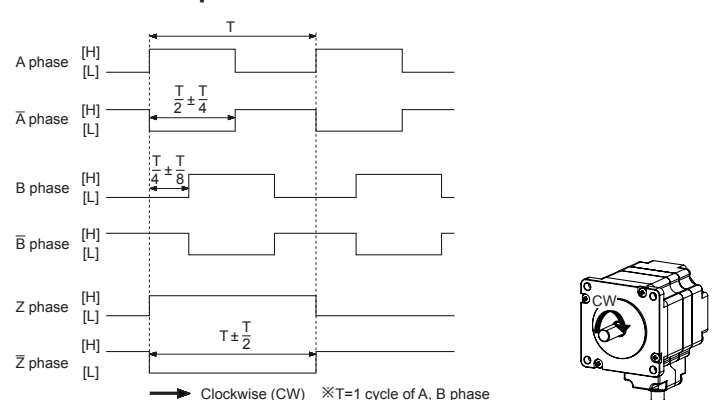 T
A phase [H]
[L]
A̅ phase [H]
[L]
T/2 ± T/4
T/4 ± T/8
B phase [H]
[L]
B̅ phase [H]
[L]
Z phase [H]
[L]
Z̅ phase [H]
[L]
T± T/2
CW
Clockwise (CW) ※T=1 cycle of A, B phase